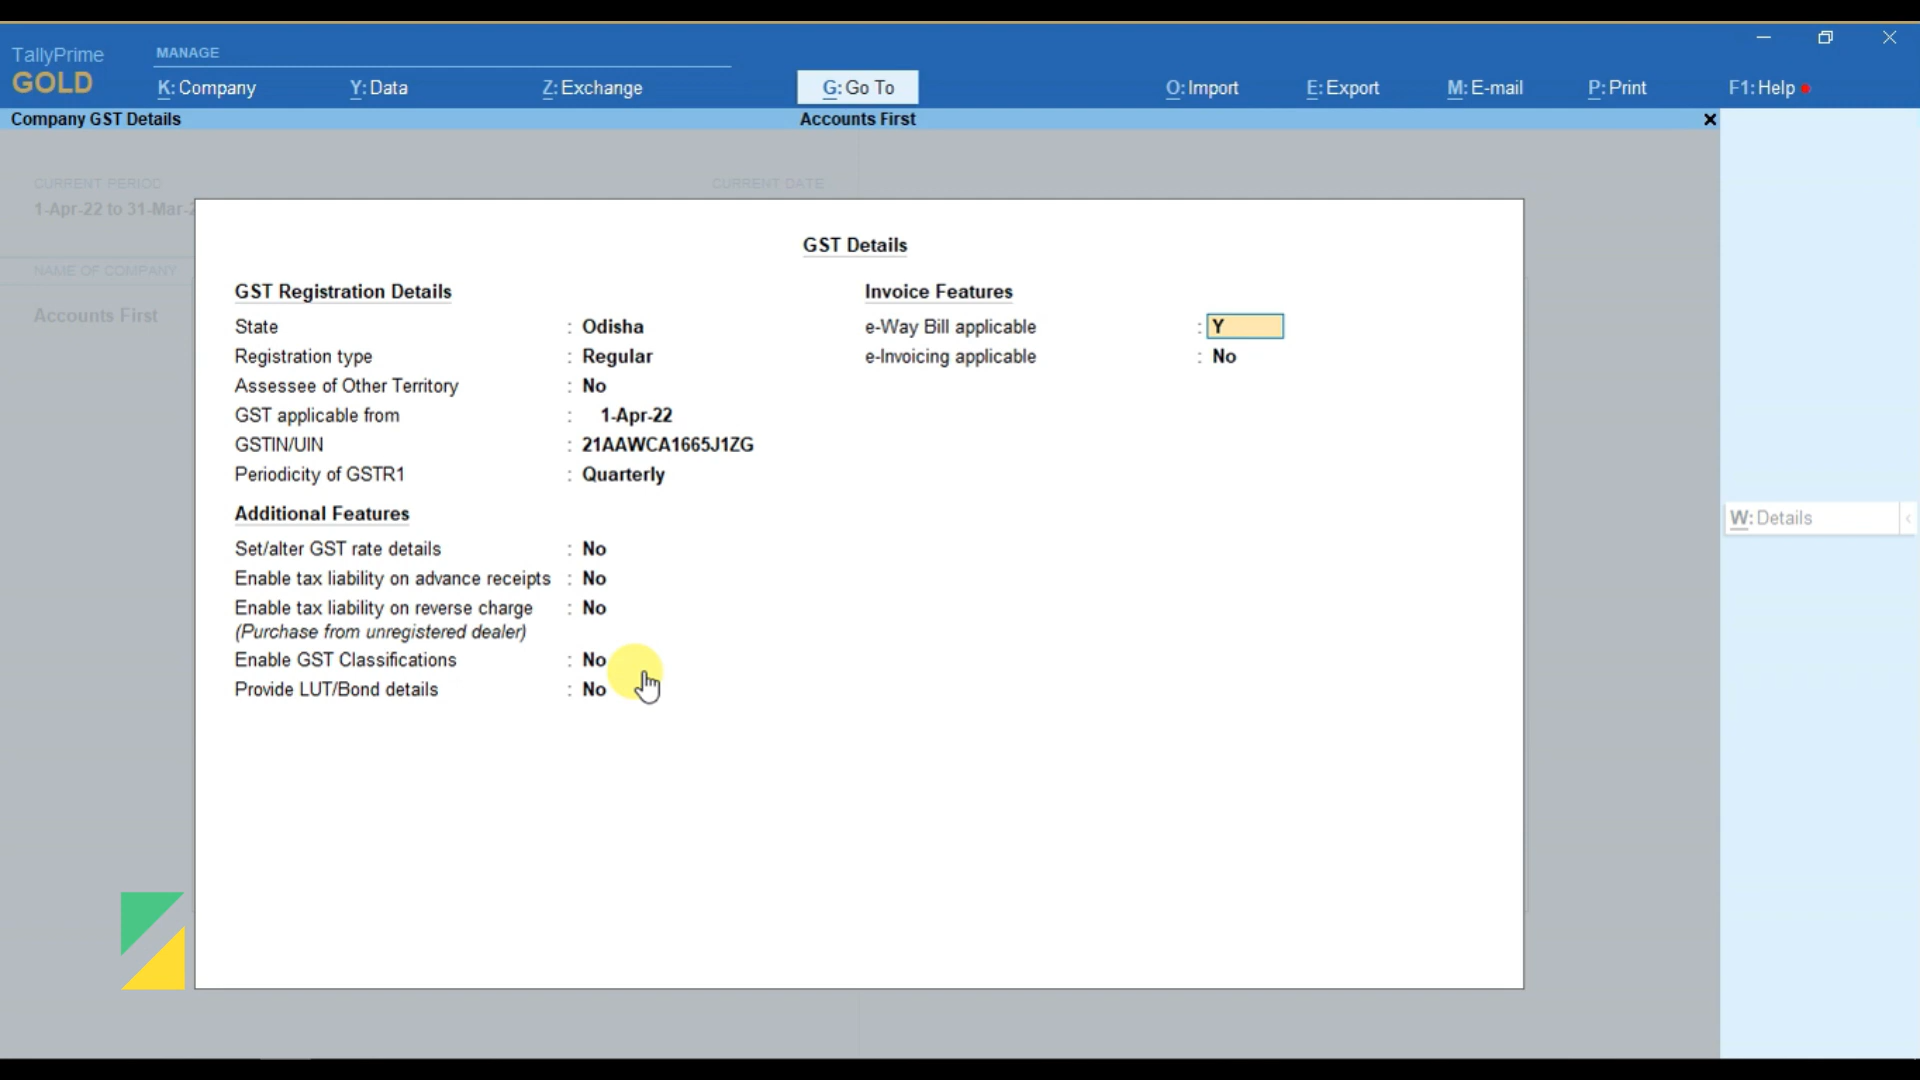 TallyPrime
GOLD
MANAGE
K: Company
Y: Data
Z: Exchange
G: Go To
O: Import
E: Export
M: E-mail
P: Print
F1: Help
Company GST Details
Accounts First
CURRENT PERIOD
CURRENT DATE
1-Apr-22 to 31-Mar-
NAME OF COMPANY
Accounts First
GST Details
GST Registration Details
State : Odisha
Registration type : Regular
Assessee of Other Territory : No
GST applicable from : 1-Apr-22
GSTIN/UIN : 21AAWCA1665J1ZG
Periodicity of GSTR1 : Quarterly
Additional Features
Set/alter GST rate details : No
Enable tax liability on advance receipts : No
Enable tax liability on reverse charge : No
(Purchase from unregistered dealer)
Enable GST Classifications : No
Provide LUT/Bond details : No
Invoice Features
e-Way Bill applicable : Y
e-Invoicing applicable : No
W: Details